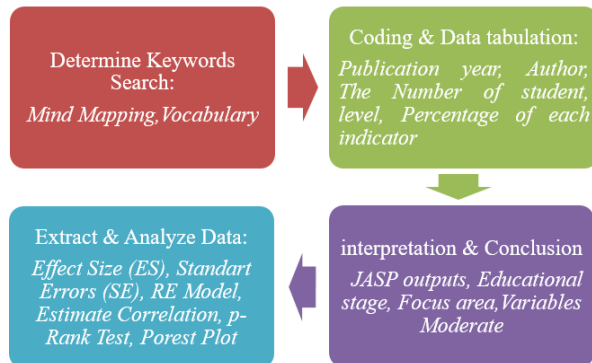 Determine Keywords
Search:
Mind Mapping,Vocabulary
Coding & Data tabulation:
Publication year, Author,
The Number of student,
level, Percentage of each
indicator
interpretation & Conclusion
JASP outputs, Educational
stage, Focus area,Variables
Moderate
Extract & Analyze Data:
Effect Size (ES), Standart
Errors (SE), RE Model,
Estimate Correlation, p-
Rank Test, Porest Plot